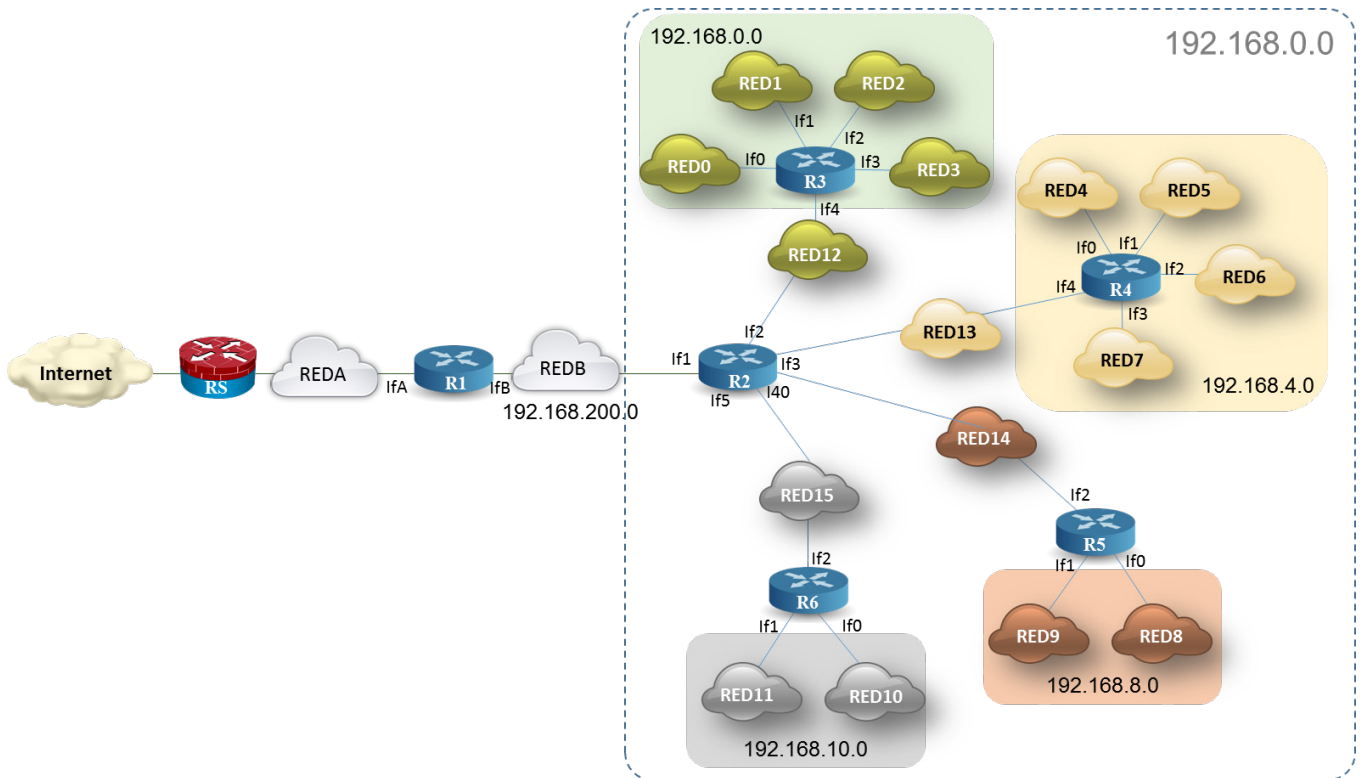 192.168.0.0
192.168.0.0
RED1
RED2
If1
If2
RED0
If0
If3
RED3
R3
If4
RED12
RED4
RED5
If0
If1
If2
RED6
R4
If4
If3
RED7
192.168.4.0
Internet
RS
REDA
IfA
R1
IfB
REDB
192.168.200.0
If1
If2
R2
If3
If5
I40
RED13
RED14
RED15
If2
R5
If1
If0
RED9
RED8
192.168.8.0
If2
R6
If1
If0
RED11
RED10
192.168.10.0